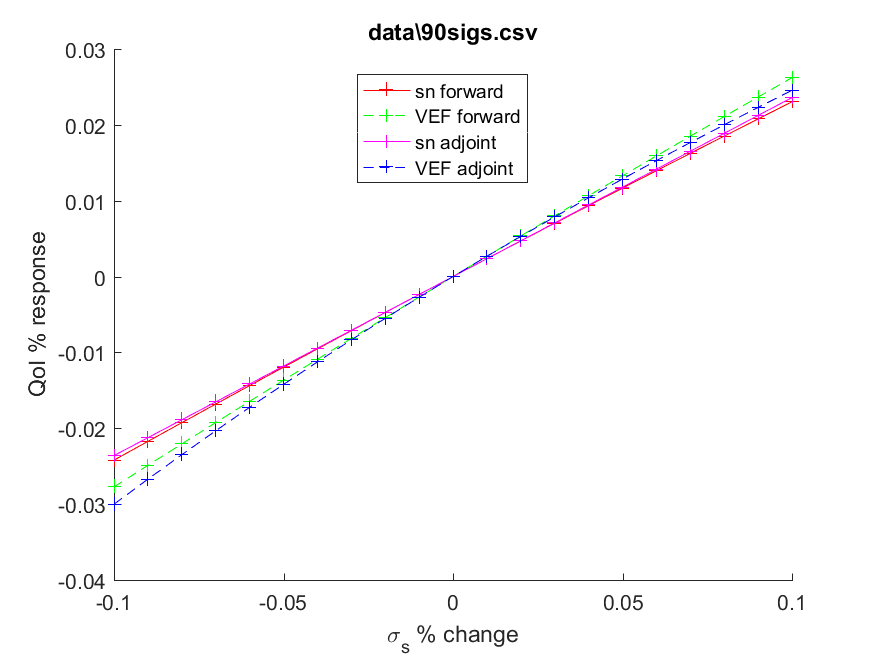 data\90sigs.csv
0.03
0.02
0.01
0
-0.01
-0.02
-0.03
-0.04
QoI % response
sn forward
VEF forward
sn adjoint
VEF adjoint
-0.1
-0.05
0
0.05
0.1
σs % change